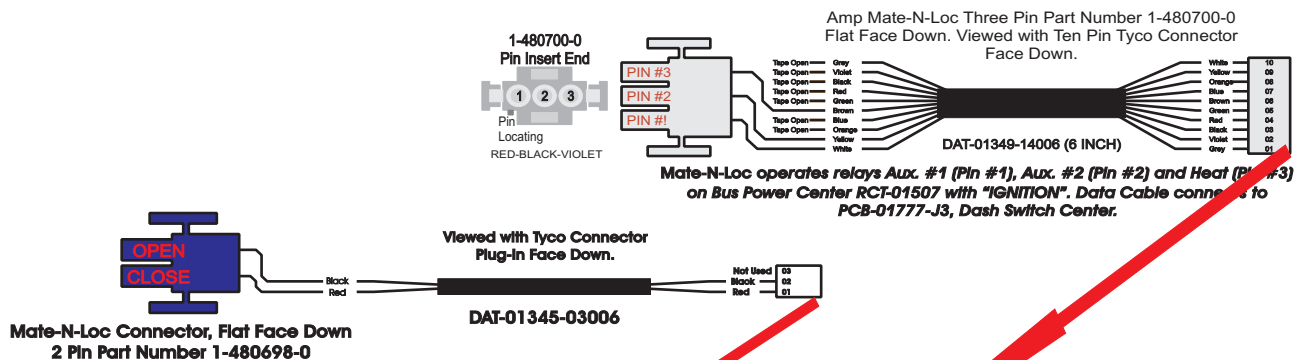 Amp Mate-N-Loc Three Pin Part Number 1-480700-0
Flat Face Down. Viewed with Ten Pin Tyco Connector
Face Down.
1-480700-0
Pin Insert End
1 2 3
Pin
Locating
RED-BLACK-VIOLET
PIN #3
PIN #2
PIN #!
Tape Open Grey
Tape Open Violet
Tape Open Black
Tape Open Red
Tape Open Green
Brown
Tape Open Blue
Tape Open Orange
Yellow
White
DAT-01349-14006 (6 INCH)
White 10
Yellow 09
Orange 08
Blue 07
Brown 06
Green 05
Red 04
Black 03
Violet 02
Grey 01
Mate-N-Loc operates relays Aux. #1 (Pin #1), Aux. #2 (Pin #2) and Heat (Pin #3)
on Bus Power Center RCT-01507 with "IGNITION". Data Cable connects to
PCB-01777-J3, Dash Switch Center.
OPEN
CLOSE
Black
Red
Viewed with Tyco Connector
Plug-in Face Down.
Not Used 03
Black 02
Red 01
DAT-01345-03006
Mate-N-Loc Connector, Flat Face Down
2 Pin Part Number 1-480698-0